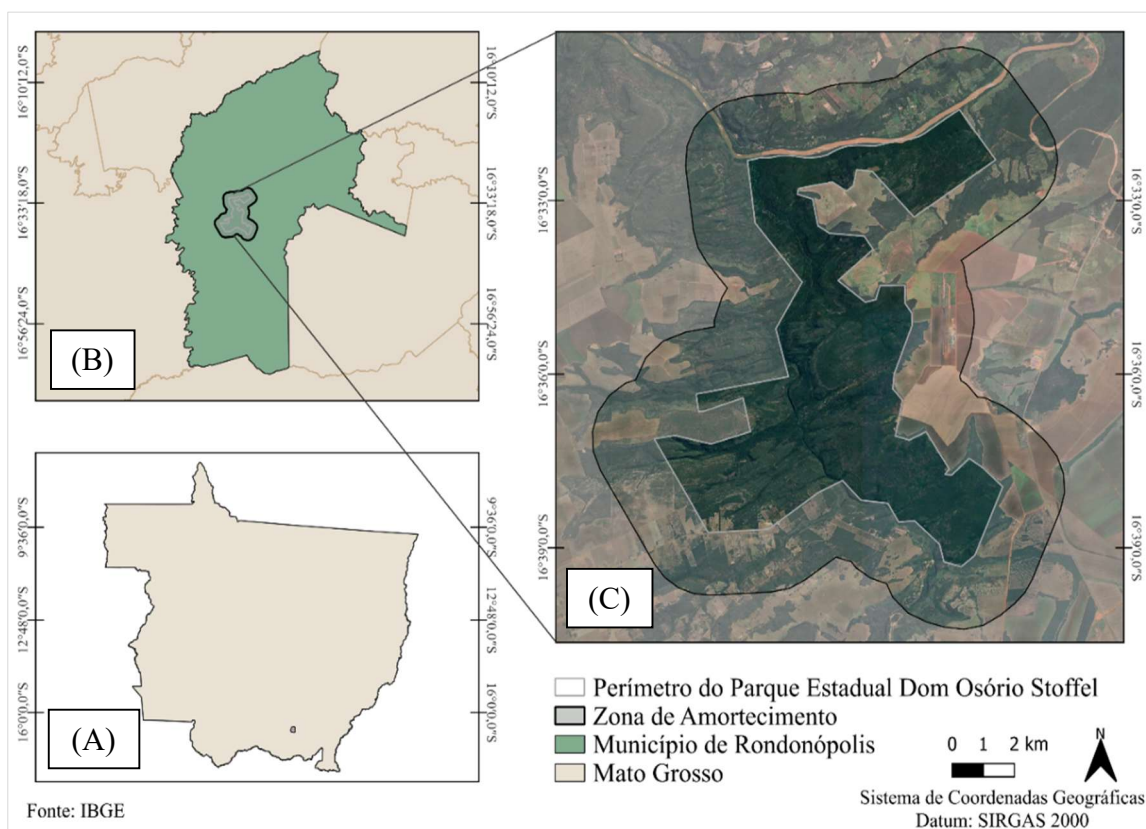 16°10'12,0"S
16°33'18,0"S
16°56'24,0"S
16°10'12,0"S
16°33'18,0"S
16°56'24,0"S
(B)
9°36'0,0"S
12°48'0,0"S
16°0'0,0"S
9°36'0,0"S
12°48'0,0"S
16°0'0,0"S
(A)
16°33'0,0"S
16°36'0,0"S
16°39'0,0"S
16°33'0,0"S
16°36'0,0"S
16°39'0,0"S
(C)
Perímetro do Parque Estadual Dom Osório Stoffel
Zona de Amortecimento
Município de Rondonópolis
Mato Grosso
N
0 1 2 km
Sistema de Coordenadas Geográficas
Datum: SIRGAS 2000
Fonte: IBGE